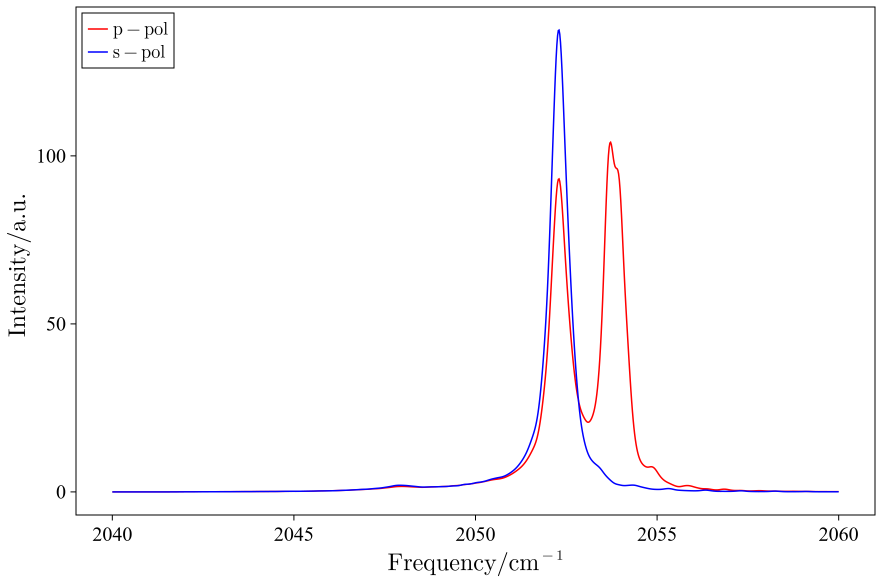 p − pol
s − pol
100
50
0
Intensity/a.u.
2040 2045 2050 2055 2060
Frequency/cm⁻¹